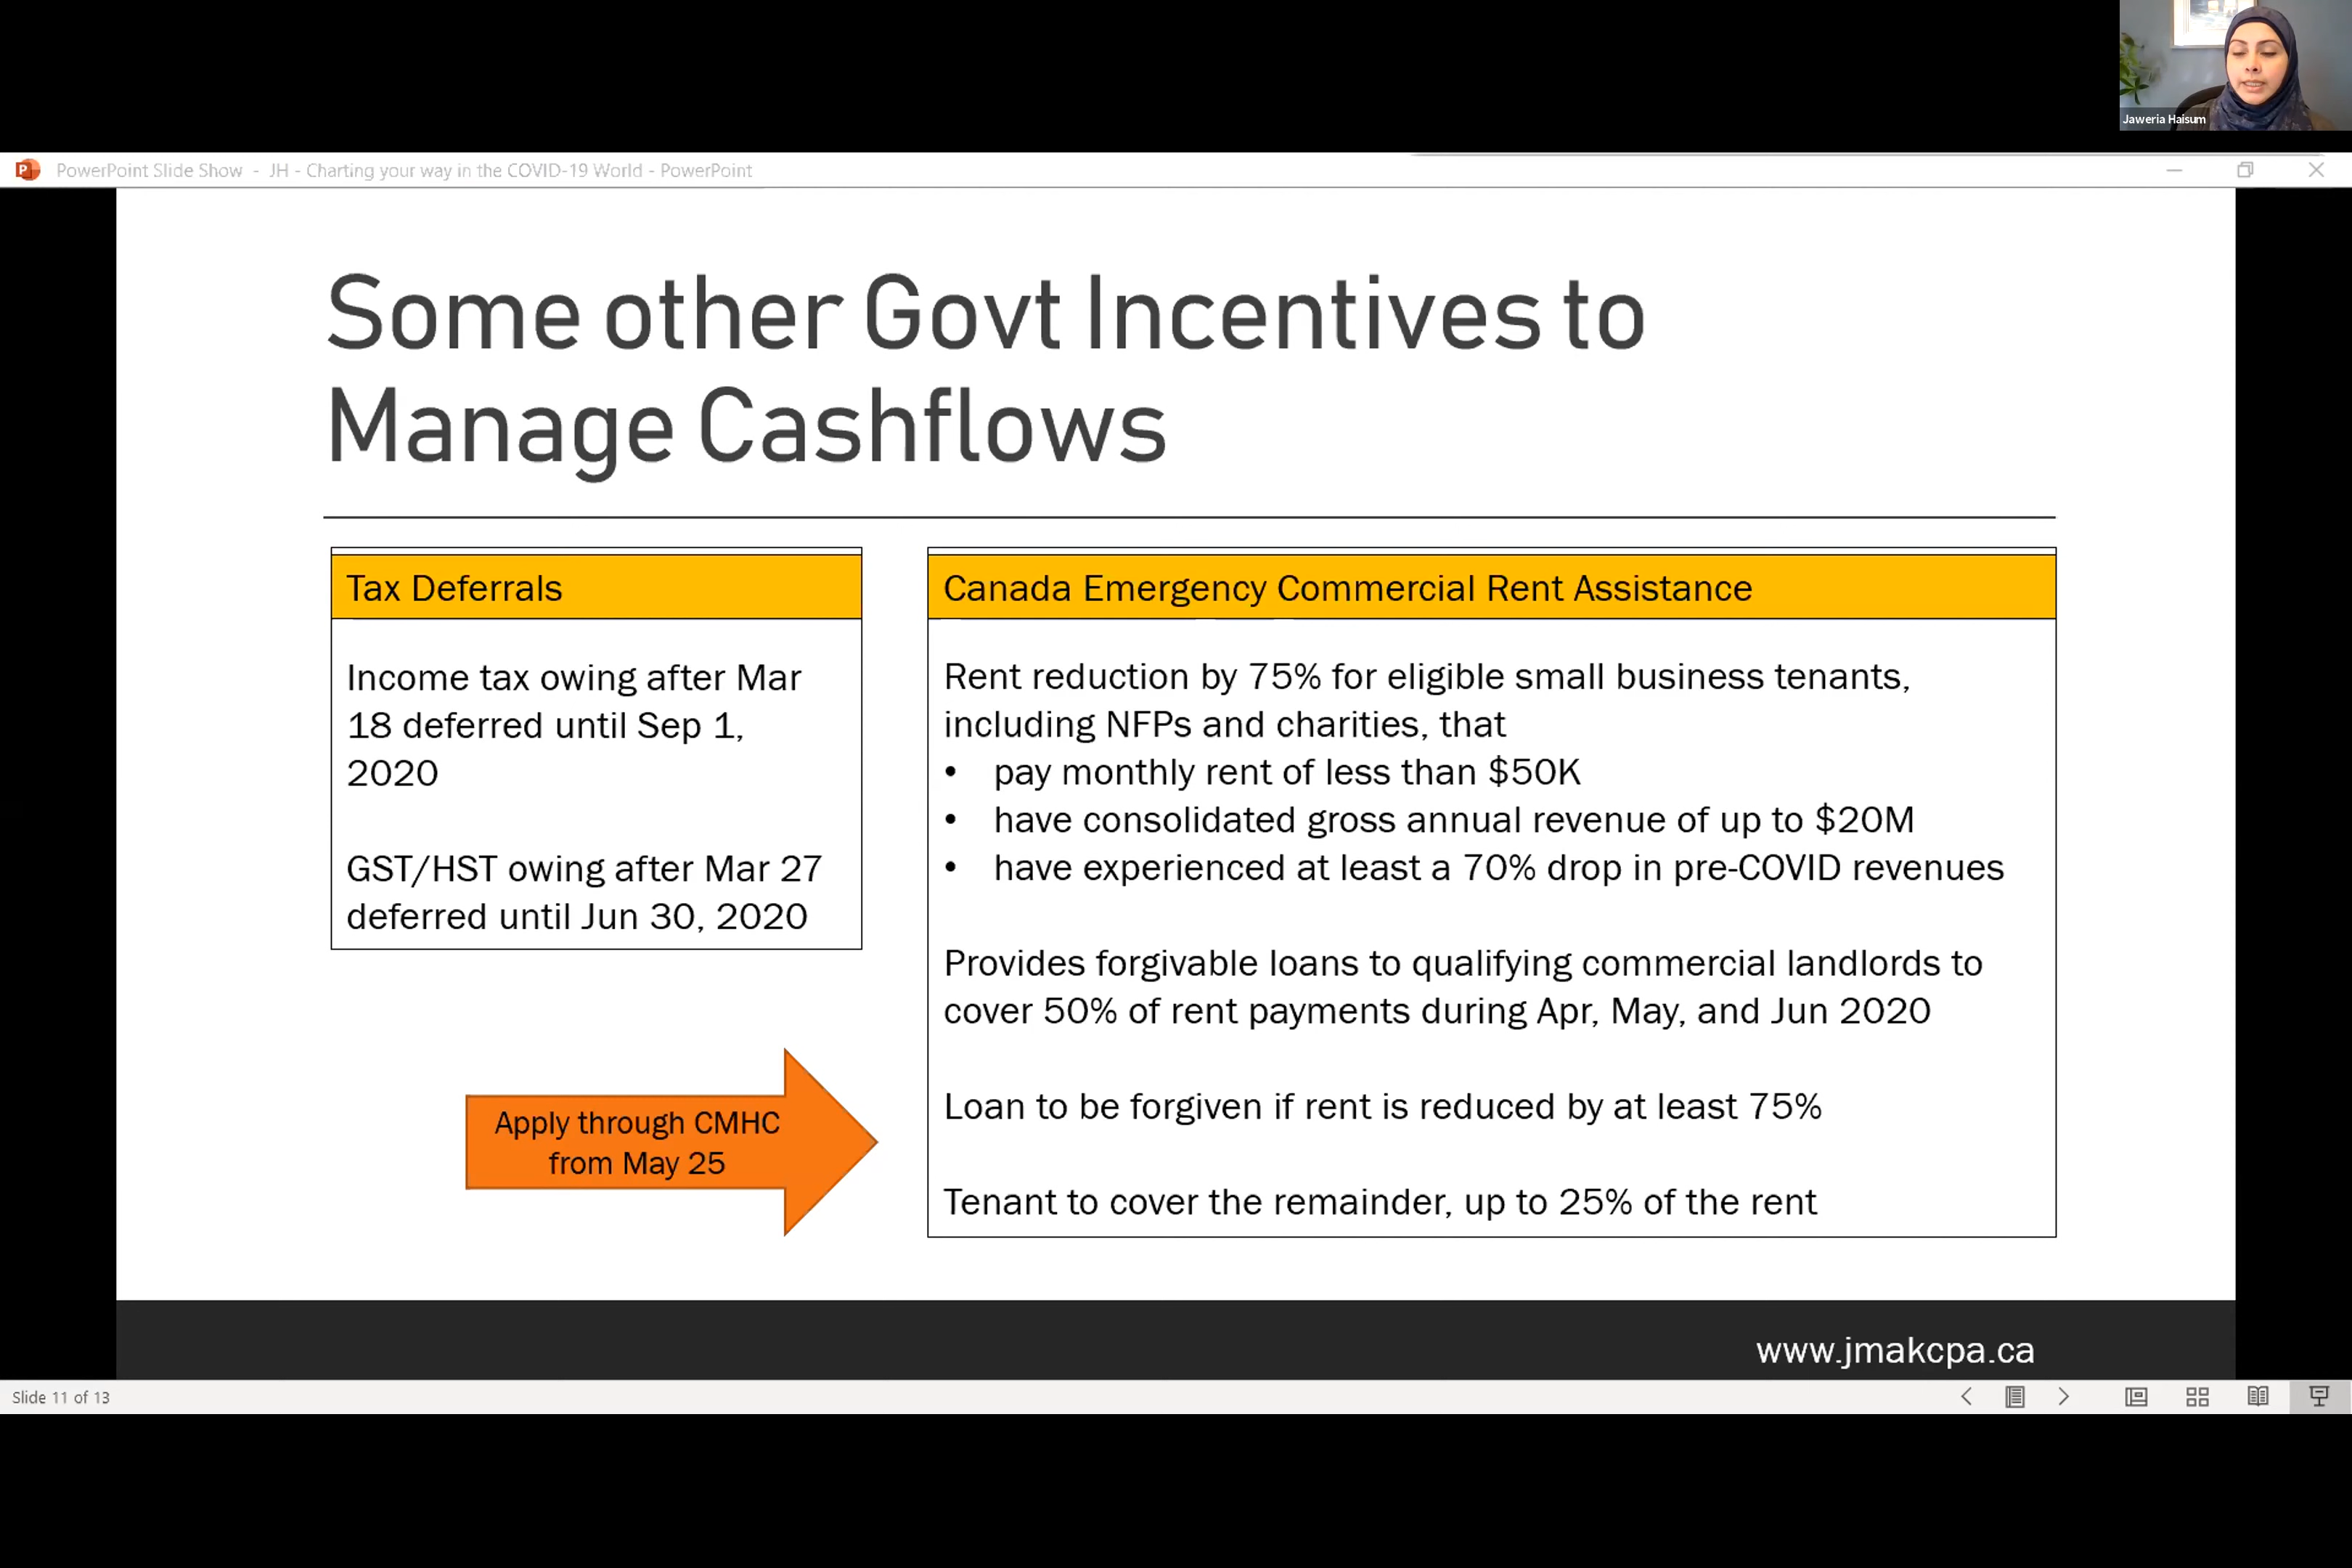 Jaweria Haisum
PowerPoint Slide Show - JH - Charting your way in the COVID-19 World - PowerPoint
Some other Govt Incentives to
Manage Cashflows
Tax Deferrals
Income tax owing after Mar
18 deferred until Sep 1,
2020
GST/HST owing after Mar 27
deferred until Jun 30, 2020
Apply through CMHC
from May 25
Canada Emergency Commercial Rent Assistance
Rent reduction by 75% for eligible small business tenants,
including NFPs and charities, that
• pay monthly rent of less than $50K
• have consolidated gross annual revenue of up to $20M
• have experienced at least a 70% drop in pre-COVID revenues
Provides forgivable loans to qualifying commercial landlords to
cover 50% of rent payments during Apr, May, and Jun 2020
Loan to be forgiven if rent is reduced by at least 75%
Tenant to cover the remainder, up to 25% of the rent
www.jmakcpa.ca
Slide 11 of 13